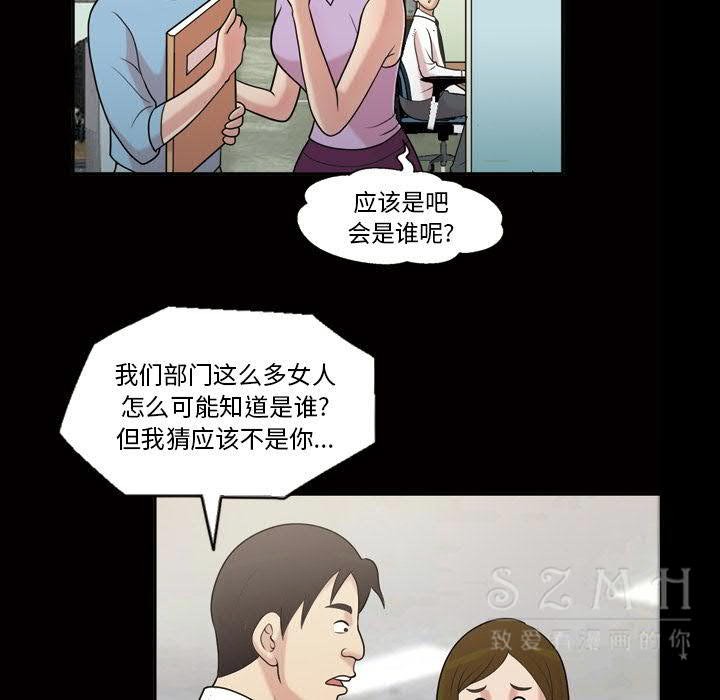 应该是吧
会是谁呢?
我们部门这么多女人
怎么可能知道是谁?
但我猜应该不是你...
SZMH
致爱看漫画的你